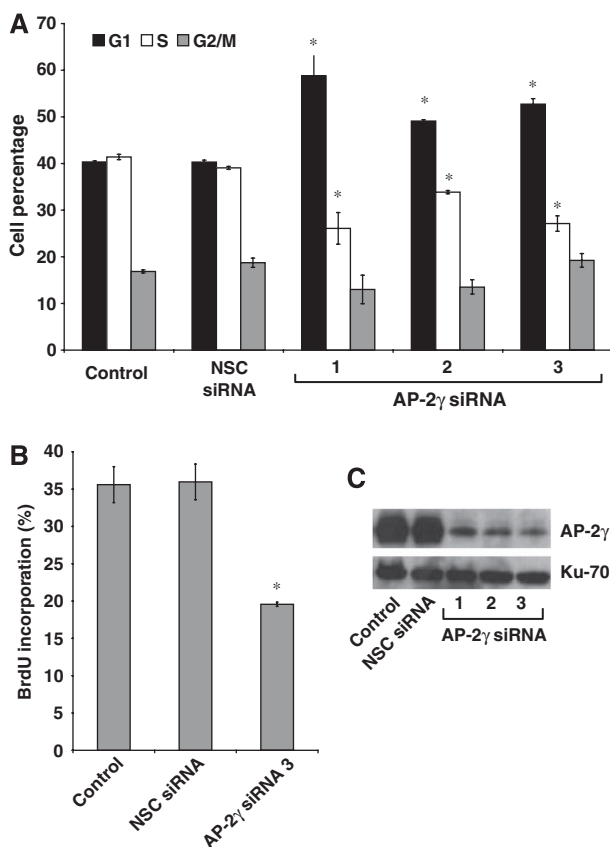 A
G1 S G2/M
Cell percentage
70
60
50
40
30
20
10
0
* * * * * *
Control
NSC siRNA
1 2 3
AP-2γ siRNA
B
BrdU incorporation (%)
40
35
30
25
20
15
10
5
0
*
Control
NSC siRNA
AP-2γ siRNA 3
C
AP-2γ
Ku-70
Control
NSC siRNA
1 2 3
AP-2γ siRNA